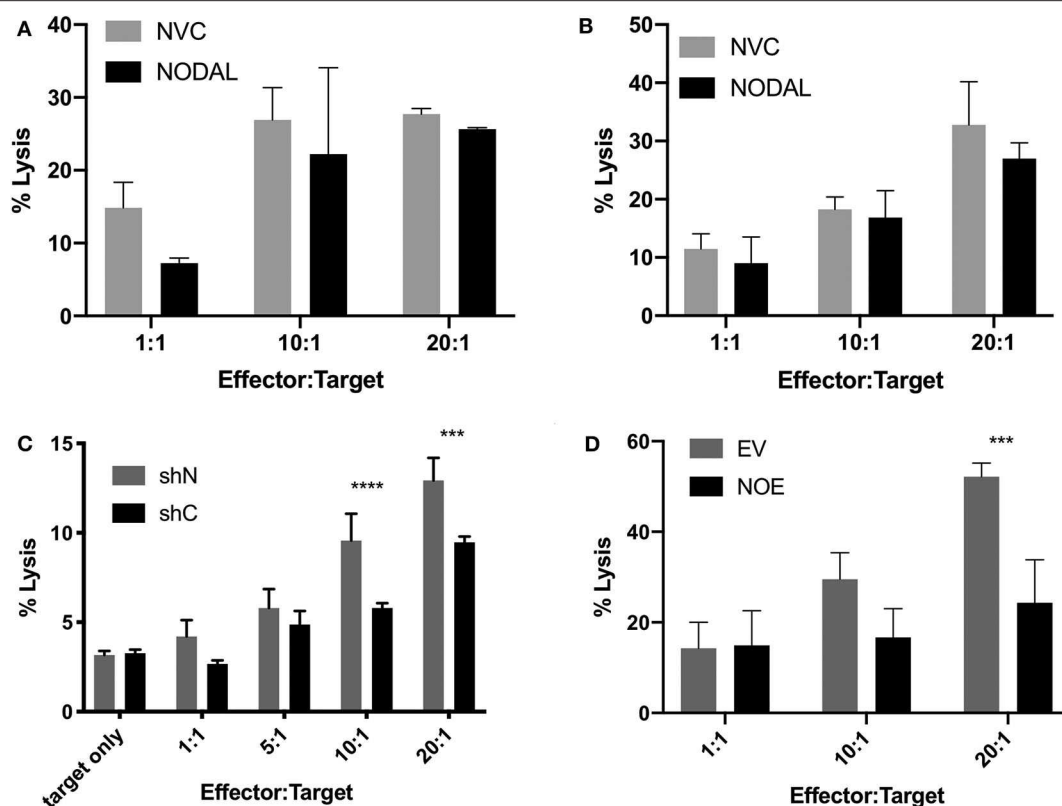 A
NVC
NODAL
% Lysis
40
30
20
10
0
1:1
10:1
20:1
Effector:Target
B
NVC
NODAL
% Lysis
50
40
30
20
10
0
1:1
10:1
20:1
Effector:Target
C
shN
shC
% Lysis
15
10
5
0
****
***
target only
1:1
5:1
10:1
20:1
Effector:Target
D
EV
NOE
% Lysis
60
40
20
0
***
1:1
10:1
20:1
Effector:Target